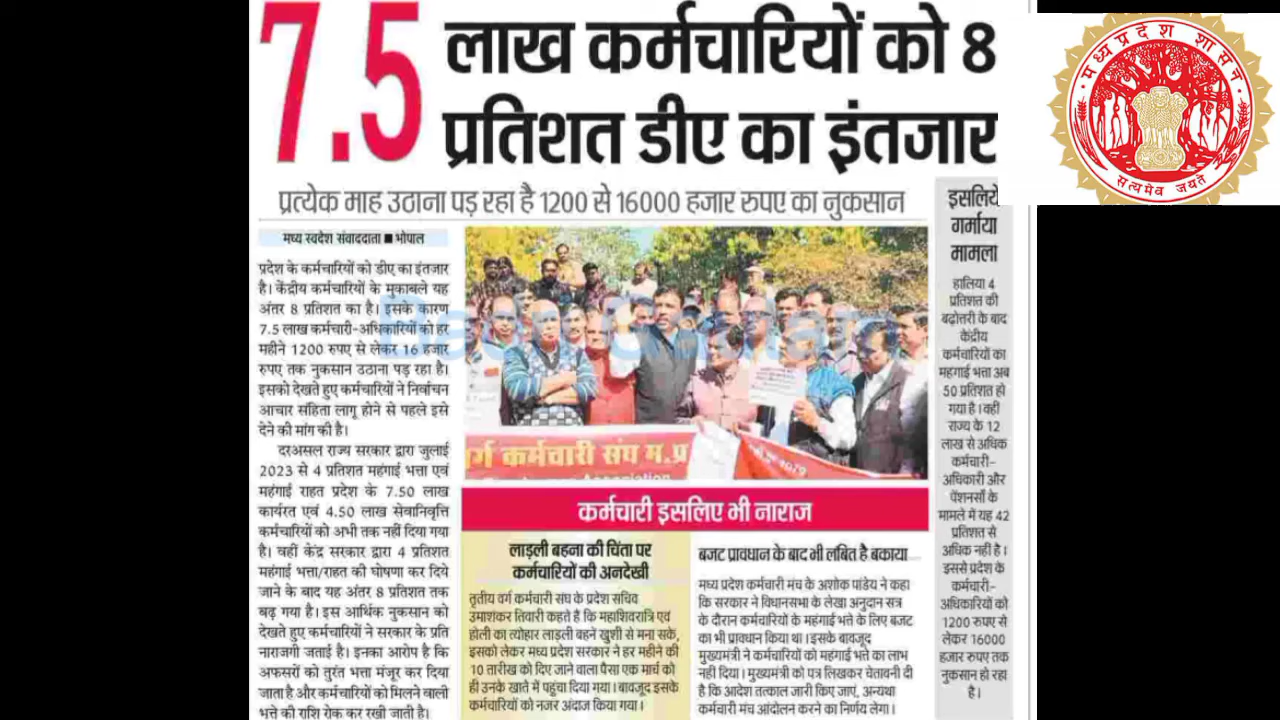 7.5 लाख कर्मचारियों को 8
प्रतिशत डीए का इंतजार
प्रत्येक माह उठाना पड़ रहा है 1200 से 16000 हजार रुपए का नुकसान
मध्य स्वदेश संवाददाता ■ भोपाल
प्रदेश के कर्मचारियों को डीए का इंतजार
है। केंद्रीय कर्मचारियों के मुकाबले यह
अंतर 8 प्रतिशत का है। इसके कारण
7.5 लाख कर्मचारी-अधिकारियों को हर
महीने 1200 रुपए से लेकर 16 हजार
रुपए तक नुकसान उठाना पड़ रहा है।
इसको देखते हुए कर्मचारियों ने निर्वाचन
आचार संहिता लागू होने से पहले इसे
देने की मांग की है।
दरअसल राज्य सरकार द्वारा जुलाई
2023 से 4 प्रतिशत महंगाई भत्ता एवं
महंगाई राहत प्रदेश के 7.50 लाख
कार्यरत एवं 4.50 लाख सेवानिवृत्ति
कर्मचारियों को अभी तक नहीं दिया गया
है। वहीं केंद्र सरकार द्वारा 4 प्रतिशत
महंगाई भत्ता/राहत की घोषणा कर दिये
जाने के बाद यह अंतर 8 प्रतिशत तक
बढ़ गया है। इस आर्थिक नुकसान को
देखते हुए कर्मचारियों ने सरकार के प्रति
नाराजगी जताई है। इनका आरोप है कि
अफसरों को तुरंत भत्ता मंजूर कर दिया
जाता है और कर्मचारियों को मिलने वाली
भत्ते की राशि रोक कर रखी जाती है।
र्ग कर्मचारी संघ म.प्र
Association
कर्मचारी इसलिए भी नाराज
लाड़ली बहना की चिंता पर
कर्मचारियों की अनदेखी
तृतीय वर्ग कर्मचारी संघ के प्रदेश सचिव
उमाशंकर तिवारी कहते हैं कि महाशिवरात्रि एवं
होली का त्योहार लाड़ली बहनें खुशी से मना सकें,
इसको लेकर मध्य प्रदेश सरकार ने हर महीने की
10 तारीख को दिए जाने वाला पैसा एक मार्च को
ही उनके खाते में पहुंचा दिया गया। बावजूद इसके
कर्मचारियों को नजर अंदाज किया गया।
बजट प्रावधान के बाद भी लंबित है बकाया
मध्य प्रदेश कर्मचारी मंच के अशोक पांडेय ने कहा
कि सरकार ने विधानसभा के लेखा अनुदान सत्र
के दौरान कर्मचारियों के महंगाई भत्ते के लिए बजट
का भी प्रावधान किया था। इसके बावजूद
मुख्यमंत्री ने कर्मचारियों को महंगाई भत्ते का लाभ
नहीं दिया। मुख्यमंत्री को पत्र लिखकर चेतावनी दी
है कि आदेश तत्काल जारी किए जाएं, अन्यथा
कर्मचारी मंच आंदोलन करने का निर्णय लेगा।
इसलिये
गर्माया
मामला
हालिया 4
प्रतिशत की
बढ़ोत्तरी के बाद
केंद्रीय
कर्मचारियों का
महंगाई भत्ता अब
50 प्रतिशत हो
गया है। वहीं
राज्य के 12
लाख से अधिक
कर्मचारी-
अधिकारी और
पेंशनर्सों के
मामले में यह 42
प्रतिशत से
अधिक नहीं है।
इससे प्रदेश के
कर्मचारी-
अधिकारियों को
1200 रुपए से
लेकर 16000
हजार रुपए तक
नुकसान हो रहा
है।
मध्यप्रदेश शासन
सत्यमेव जयते